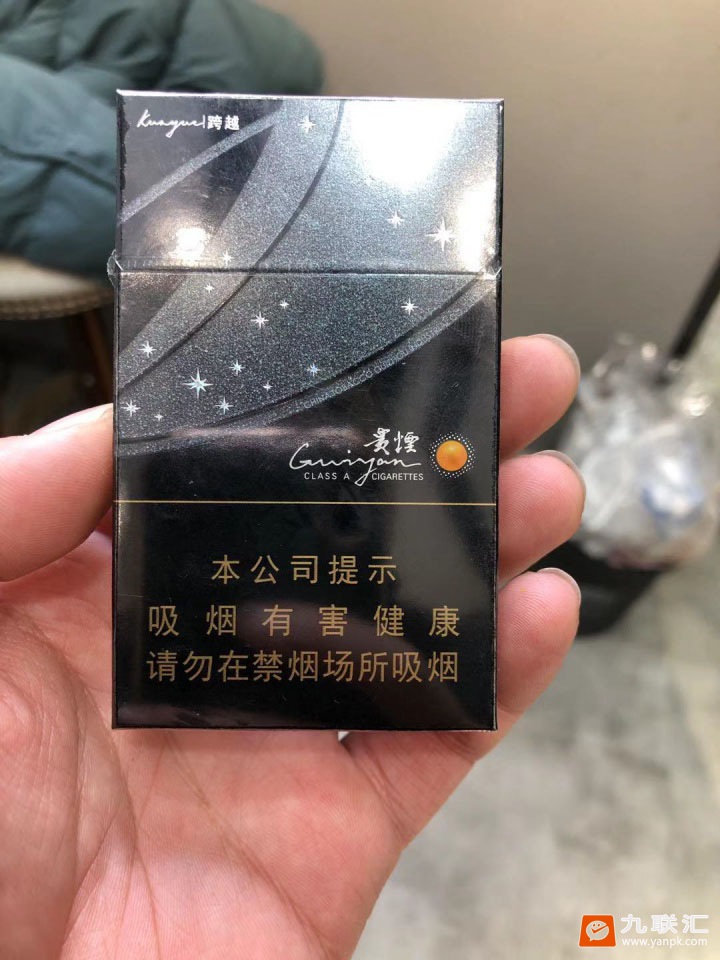 Kuayue 跨越
貴煙
Guiyan
CLASS A CIGARETTES
本公司提示
吸烟有害健康
请勿在禁烟场所吸烟
九联汇
www.yanpk.com